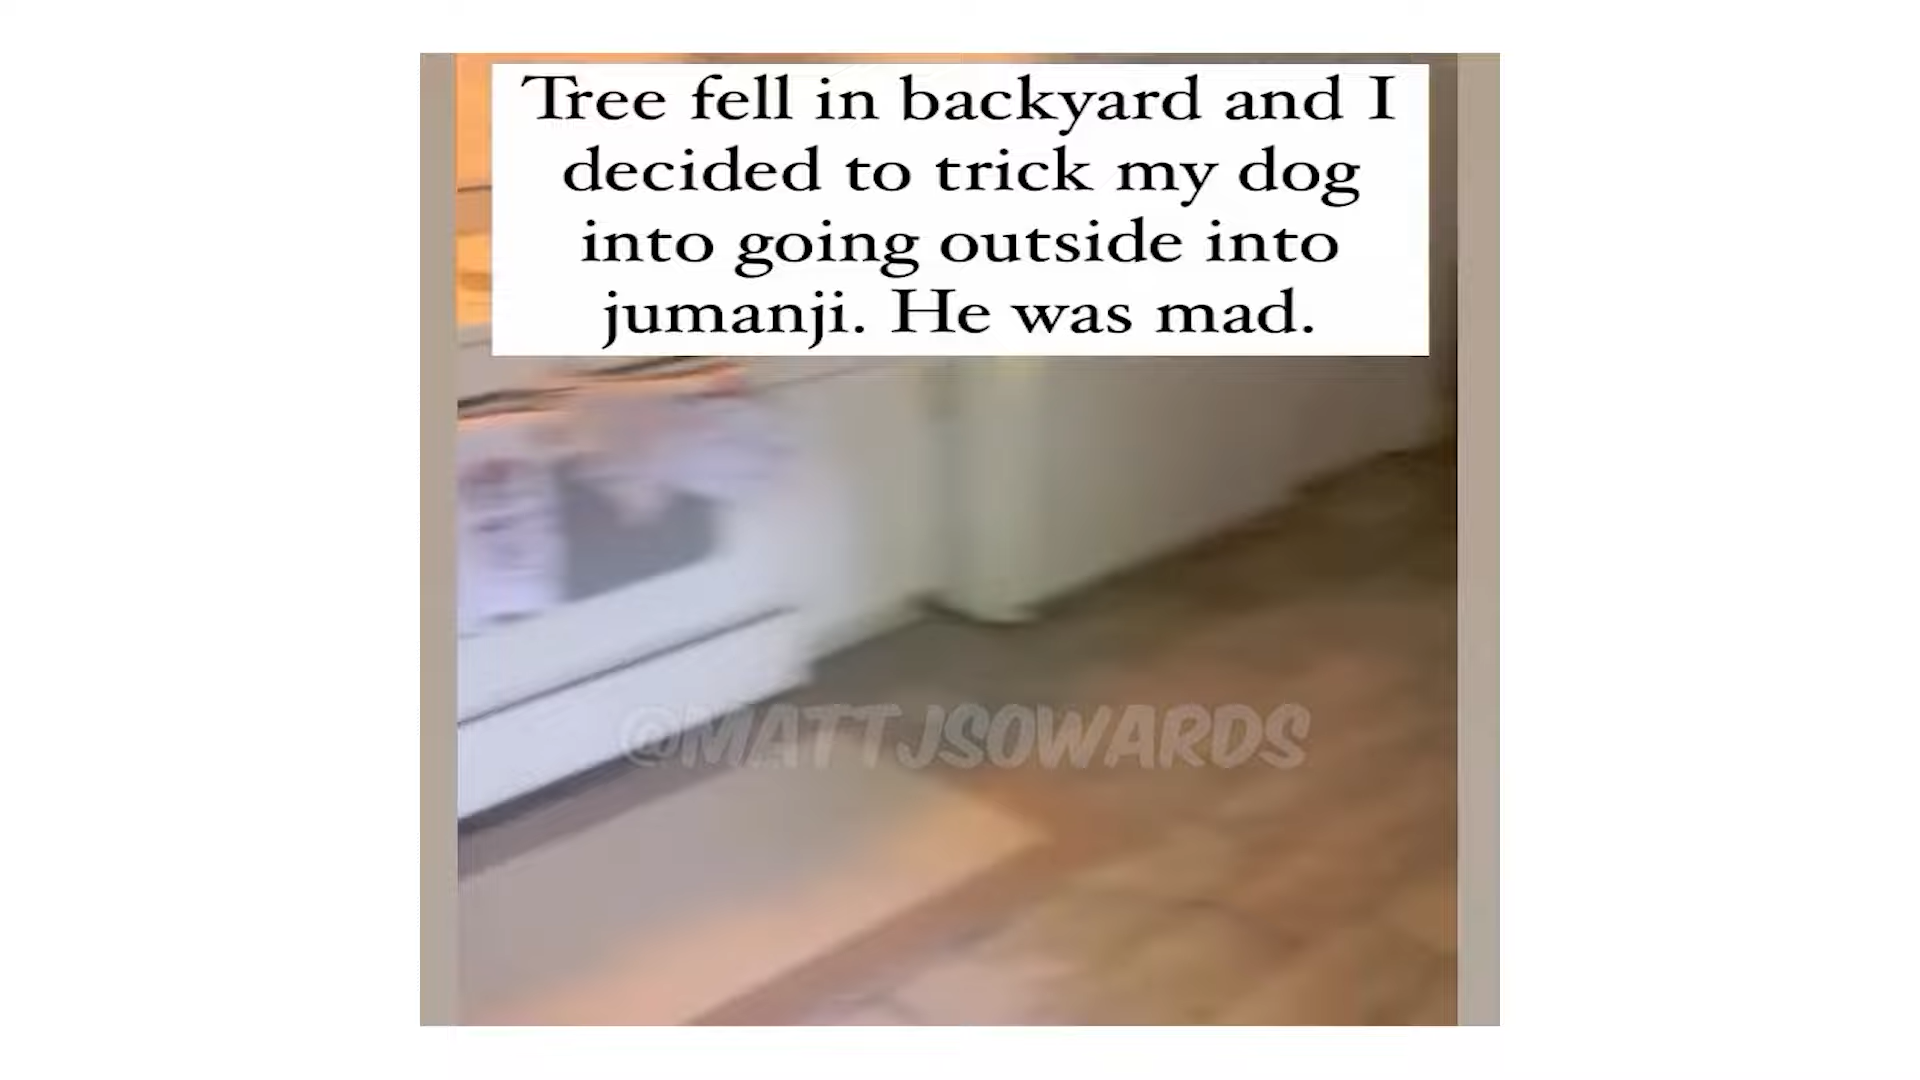 Tree fell in backyard and I
decided to trick my dog
into going outside into
jumanji. He was mad.
@MATTJSOWARDS